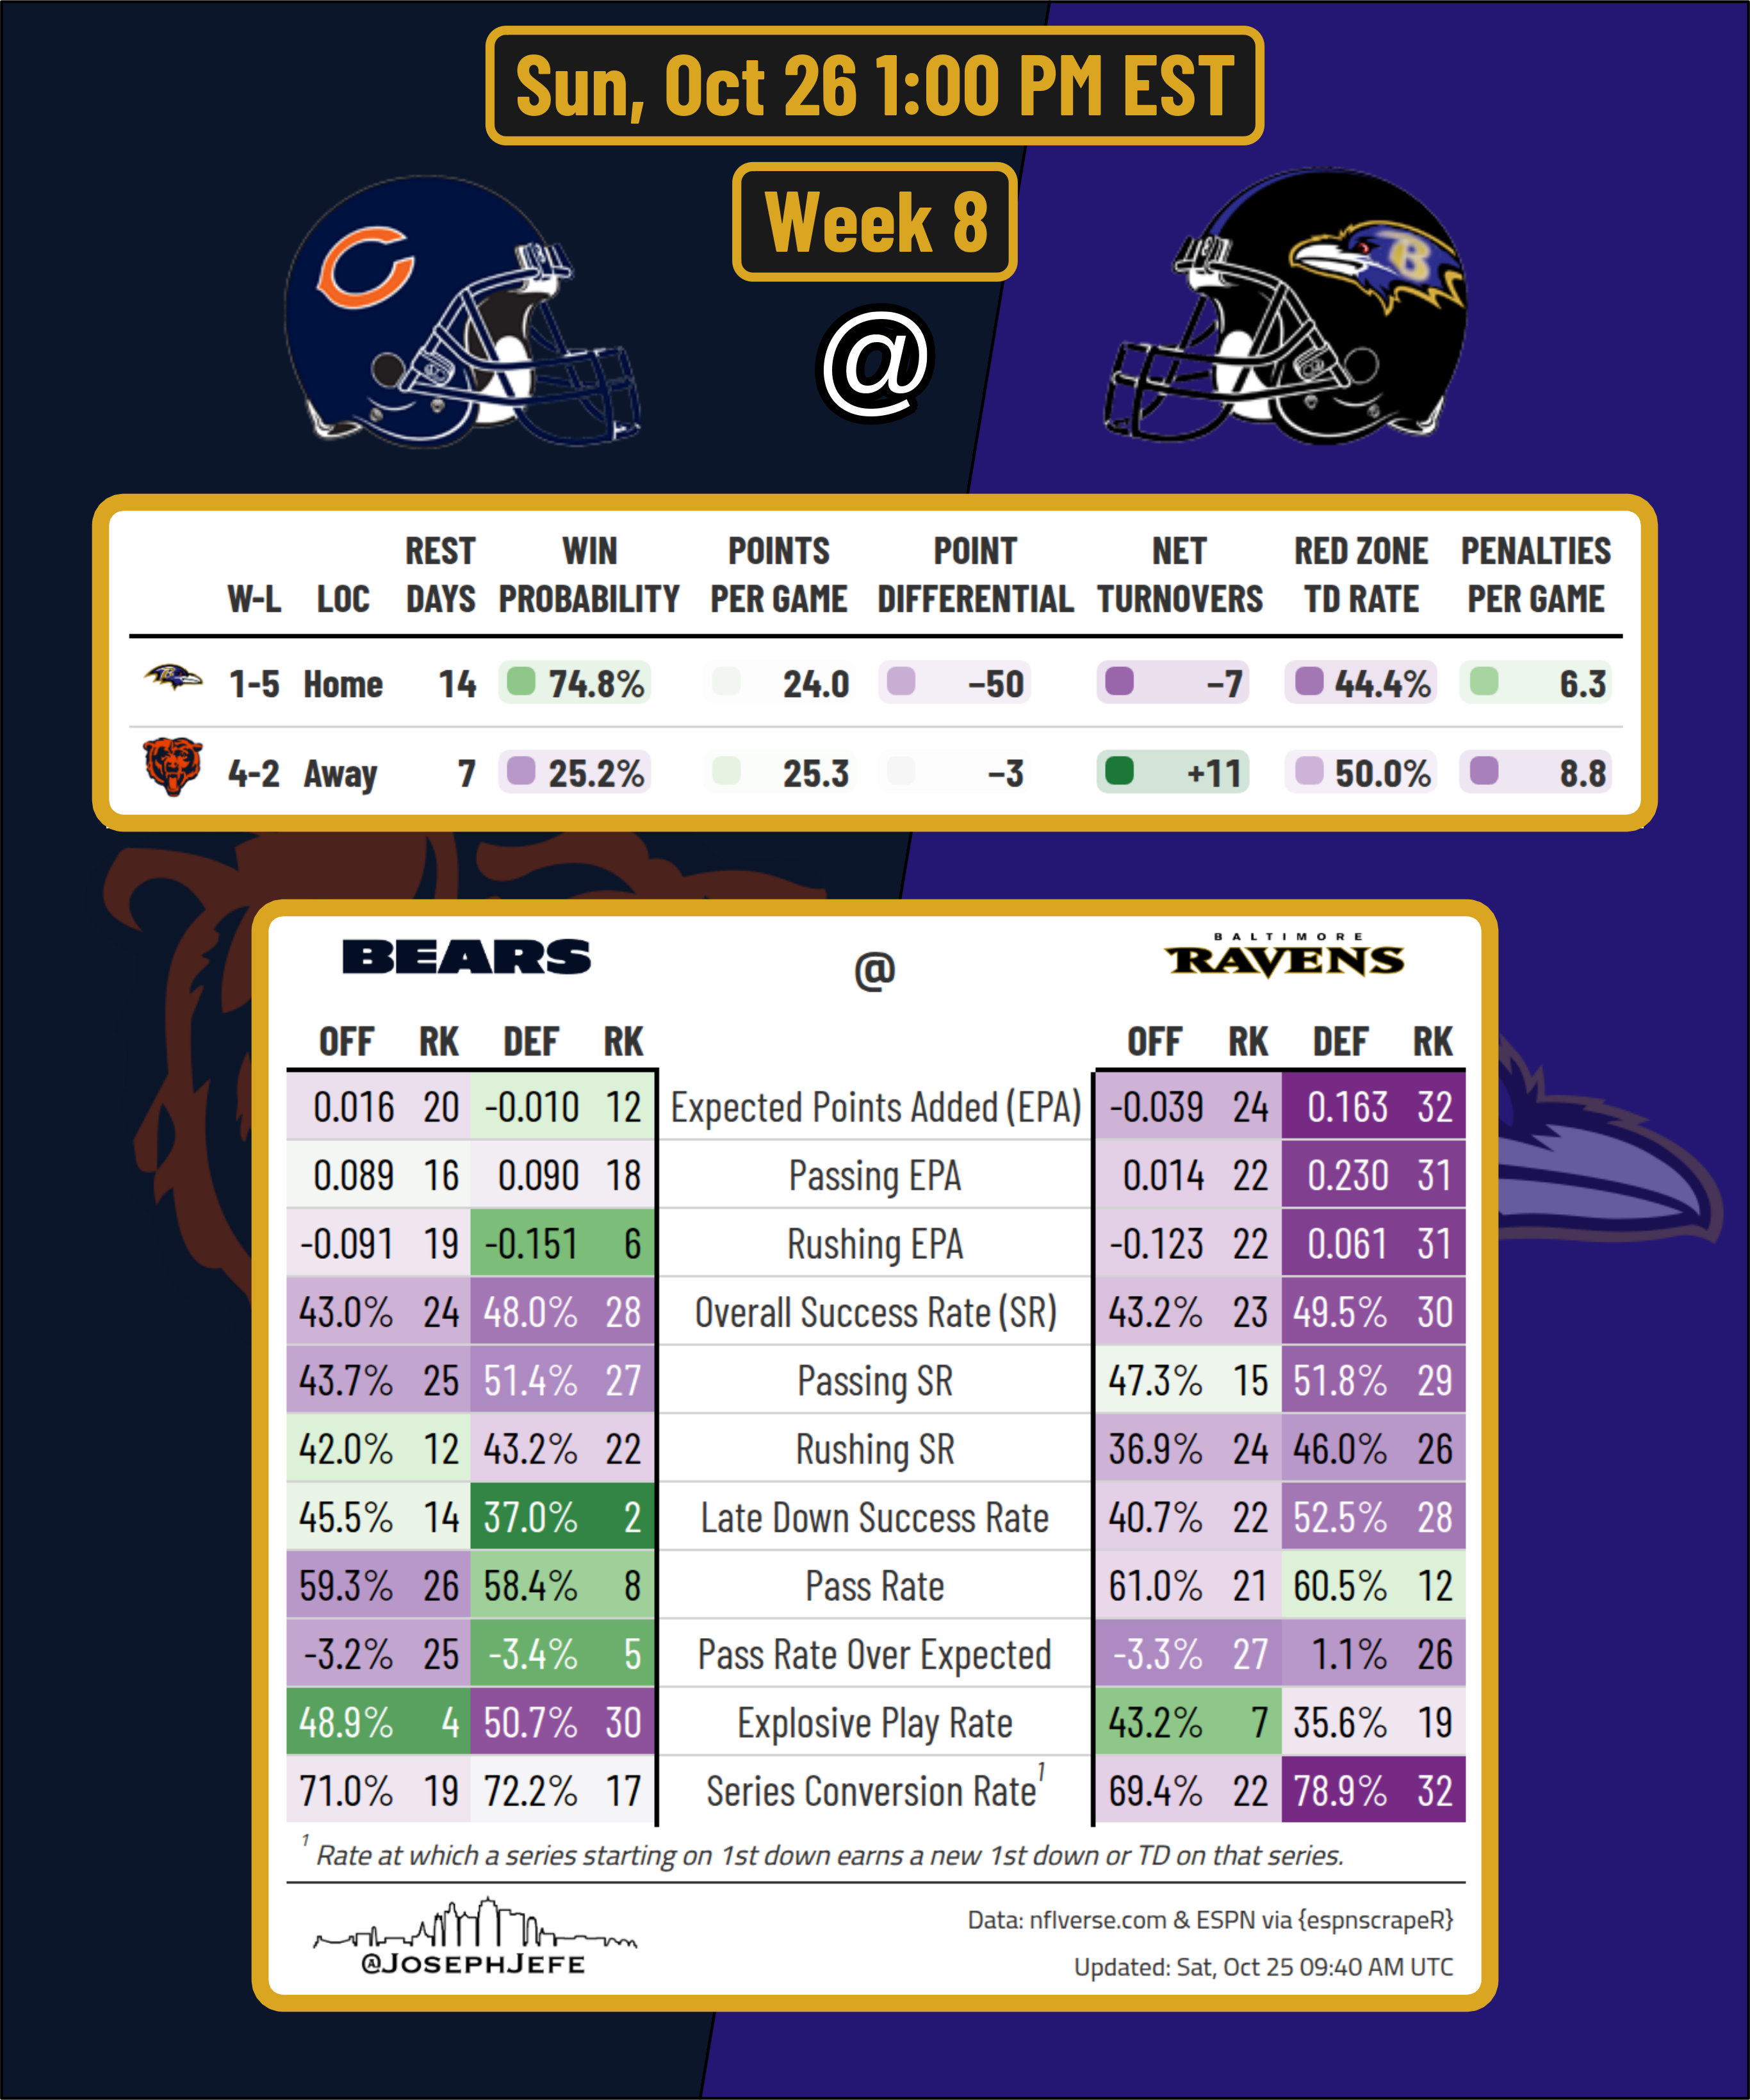 Sun, Oct 26 1:00 PM EST
Week 8
@
B
W-L LOC REST DAYS WIN PROBABILITY POINTS PER GAME POINT DIFFERENTIAL NET TURNOVERS RED ZONE TD RATE PENALTIES PER GAME
1-5 Home 14 74.8% 24.0 −50 −7 44.4% 6.3
4-2 Away 7 25.2% 25.3 −3 +11 50.0% 8.8
BEARS @ BALTIMORE RAVENS
OFF RK DEF RK OFF RK DEF RK
0.016 20 -0.010 12 Expected Points Added (EPA) -0.039 24 0.163 32
0.089 16 0.090 18 Passing EPA 0.014 22 0.230 31
-0.091 19 -0.151 6 Rushing EPA -0.123 22 0.061 31
43.0% 24 48.0% 28 Overall Success Rate (SR) 43.2% 23 49.5% 30
43.7% 25 51.4% 27 Passing SR 47.3% 15 51.8% 29
42.0% 12 43.2% 22 Rushing SR 36.9% 24 46.0% 26
45.5% 14 37.0% 2 Late Down Success Rate 40.7% 22 52.5% 28
59.3% 26 58.4% 8 Pass Rate 61.0% 21 60.5% 12
-3.2% 25 -3.4% 5 Pass Rate Over Expected -3.3% 27 1.1% 26
48.9% 4 50.7% 30 Explosive Play Rate 43.2% 7 35.6% 19
71.0% 19 72.2% 17 Series Conversion Rate1 69.4% 22 78.9% 32
1 Rate at which a series starting on 1st down earns a new 1st down or TD on that series.
@JOSEPHJEFE
Data: nflverse.com & ESPN via {espnscrapeR}
Updated: Sat, Oct 25 09:40 AM UTC